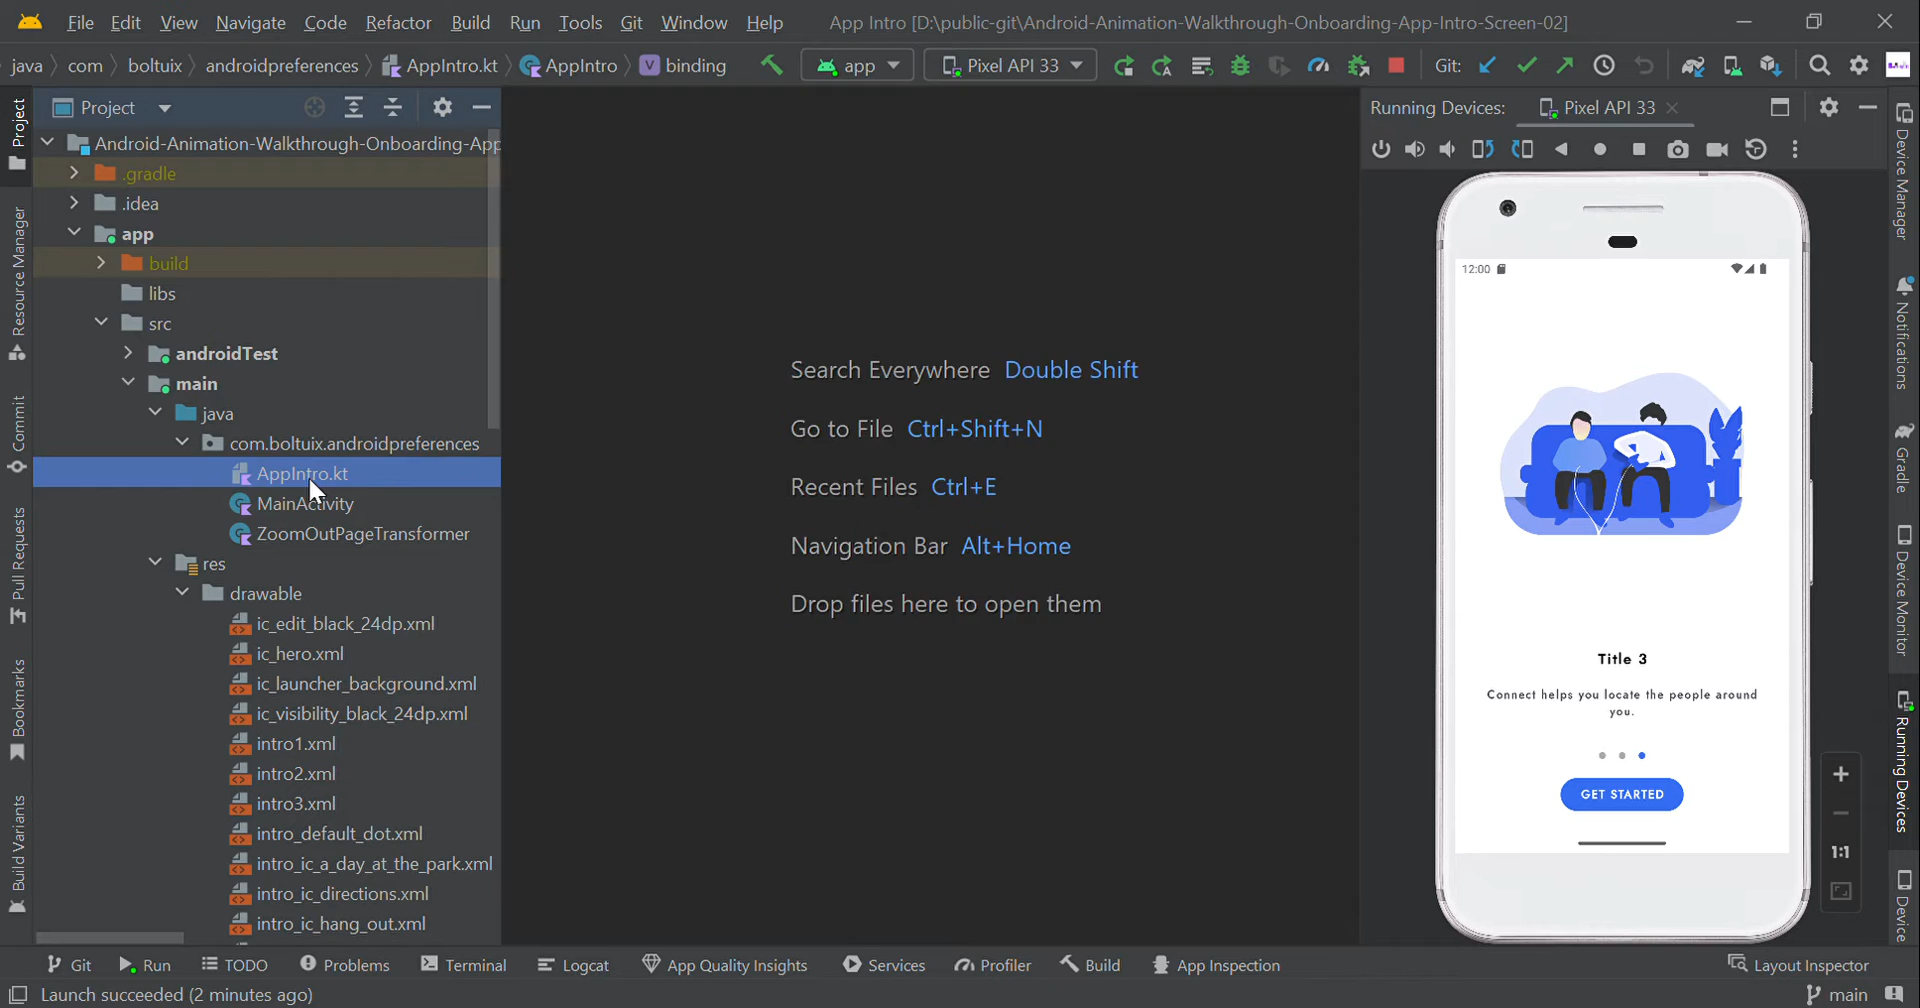 File Edit View Navigate Code Refactor Build Run Tools Git Window Help App Intro [D:\public-git\Android-Animation-Walkthrough-Onboarding-App-Intro-Screen-02]
java com boltuix androidpreferences AppIntro.kt AppIntro V binding app Pixel API 33 Git:
Project
Running Devices: Pixel API 33
Android-Animation-Walkthrough-Onboarding-App
.gradle
.idea
app
build
libs
src
androidTest
main
java
com.boltuix.androidpreferences
AppIntro.kt
MainActivity
ZoomOutPageTransformer
res
drawable
ic_edit_black_24dp.xml
ic_hero.xml
ic_launcher_background.xml
ic_visibility_black_24dp.xml
intro1.xml
intro2.xml
intro3.xml
intro_default_dot.xml
intro_ic_a_day_at_the_park.xml
intro_ic_directions.xml
intro_ic_hang_out.xml
Project
Resource Manager
Commit
Pull Requests
Bookmarks
Build Variants
Search Everywhere Double Shift
Go to File Ctrl+Shift+N
Recent Files Ctrl+E
Navigation Bar Alt+Home
Drop files here to open them
12:00
Title 3
Connect helps you locate the people around
you.
GET STARTED
1:1
Device Manager
Notifications
Gradle
Device Monitor
Running Devices
Device
Git Run TODO Problems Terminal Logcat App Quality Insights Services Profiler Build App Inspection Layout Inspector
Launch succeeded (2 minutes ago) main